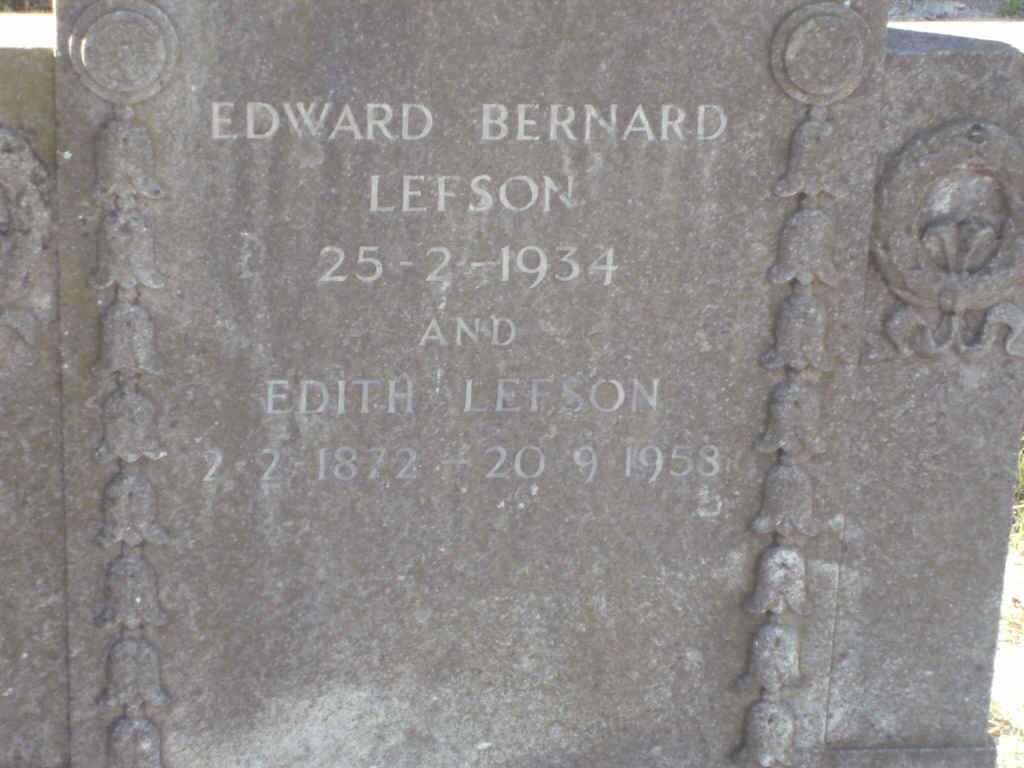 EDWARD BERNARD
LEFSON
25-2-1934
AND
EDITH LEFSON
2-2-1872 - 20 9 1958